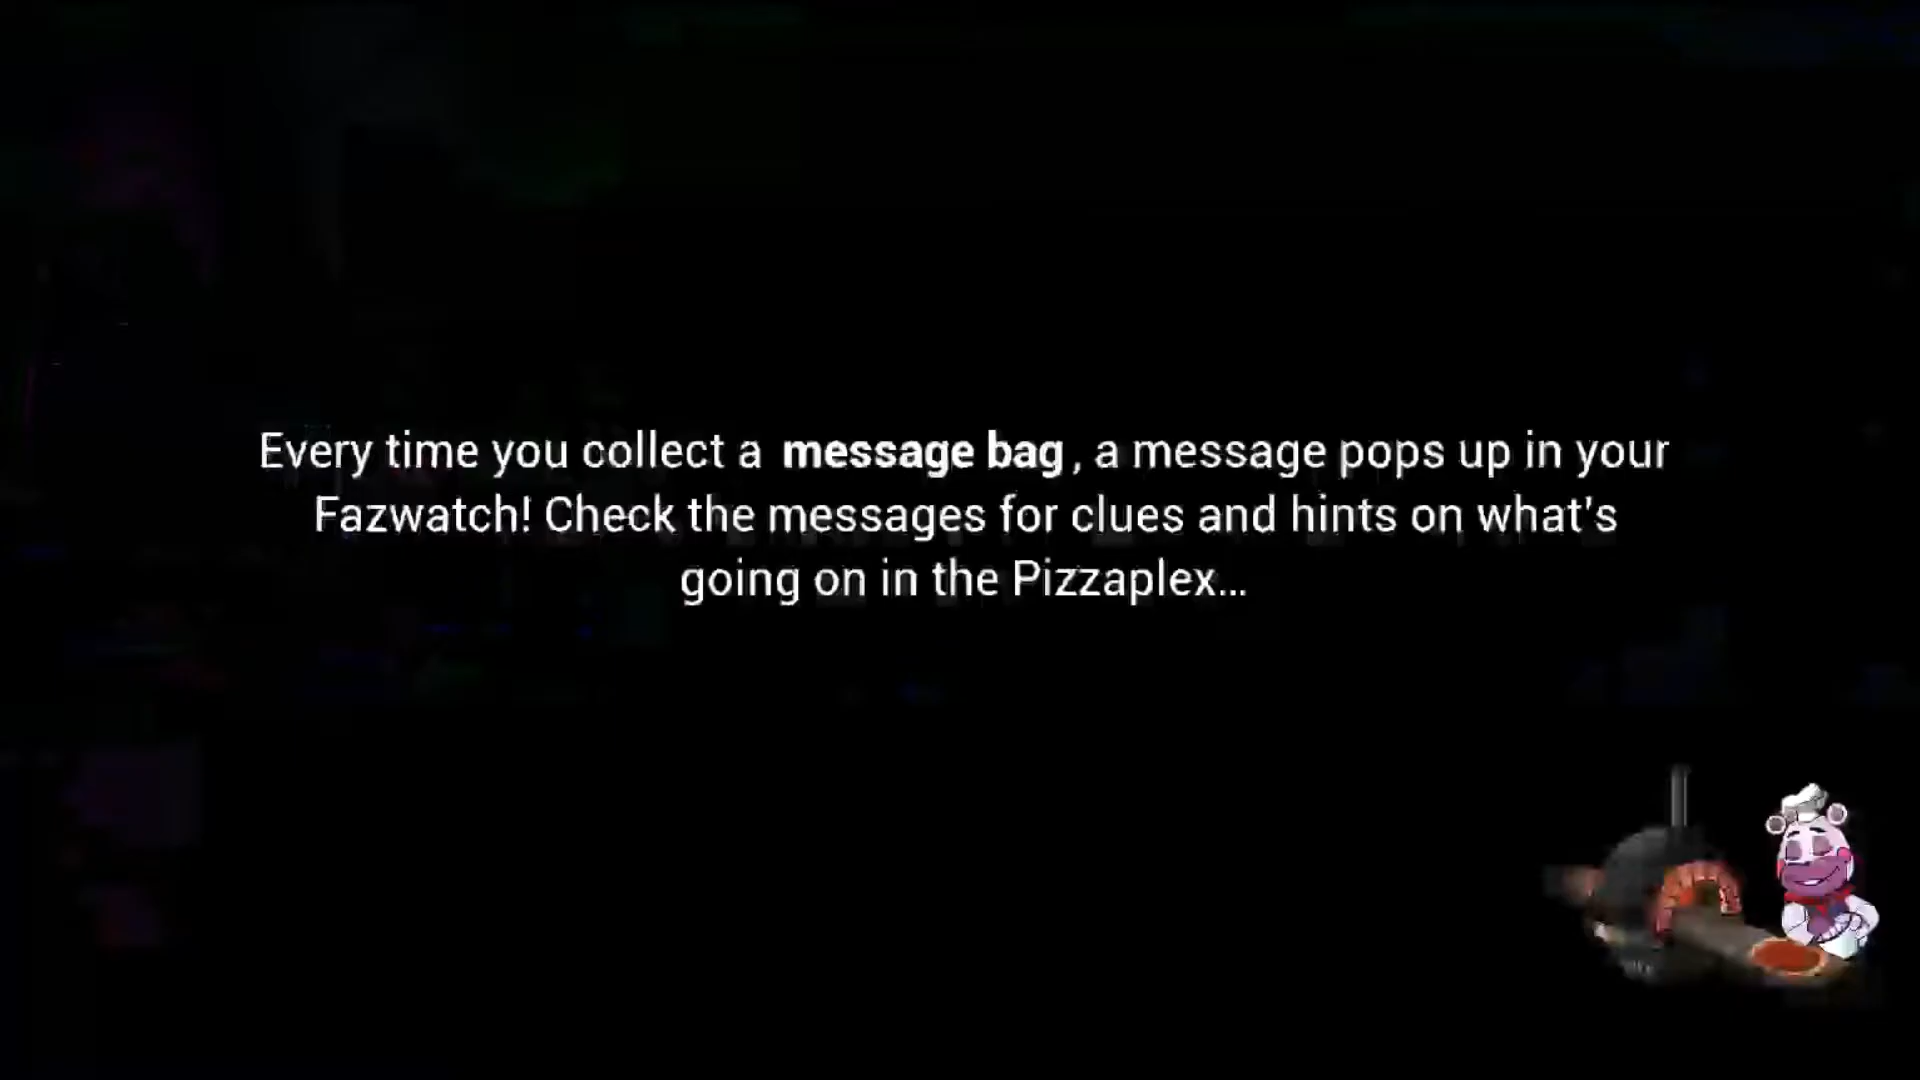 Every time you collect a message bag, a message pops up in your
Fazwatch! Check the messages for clues and hints on what's
going on in the Pizzaplex...